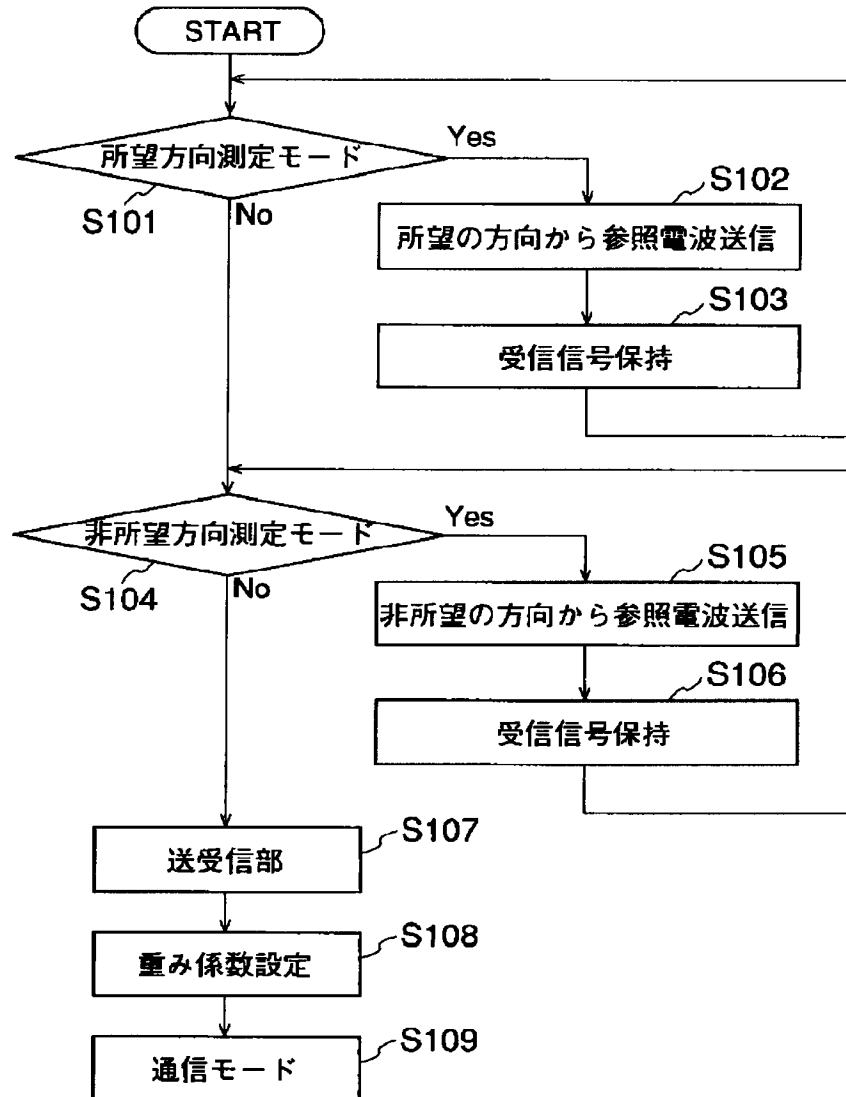 START
所望方向測定モード
Yes
S101
No
S102
所望の方向から参照電波送信
S103
受信信号保持
非所望方向測定モード
Yes
S104
No
S105
非所望の方向から参照電波送信
S106
受信信号保持
S107
送受信部
S108
重み係数設定
S109
通信モード